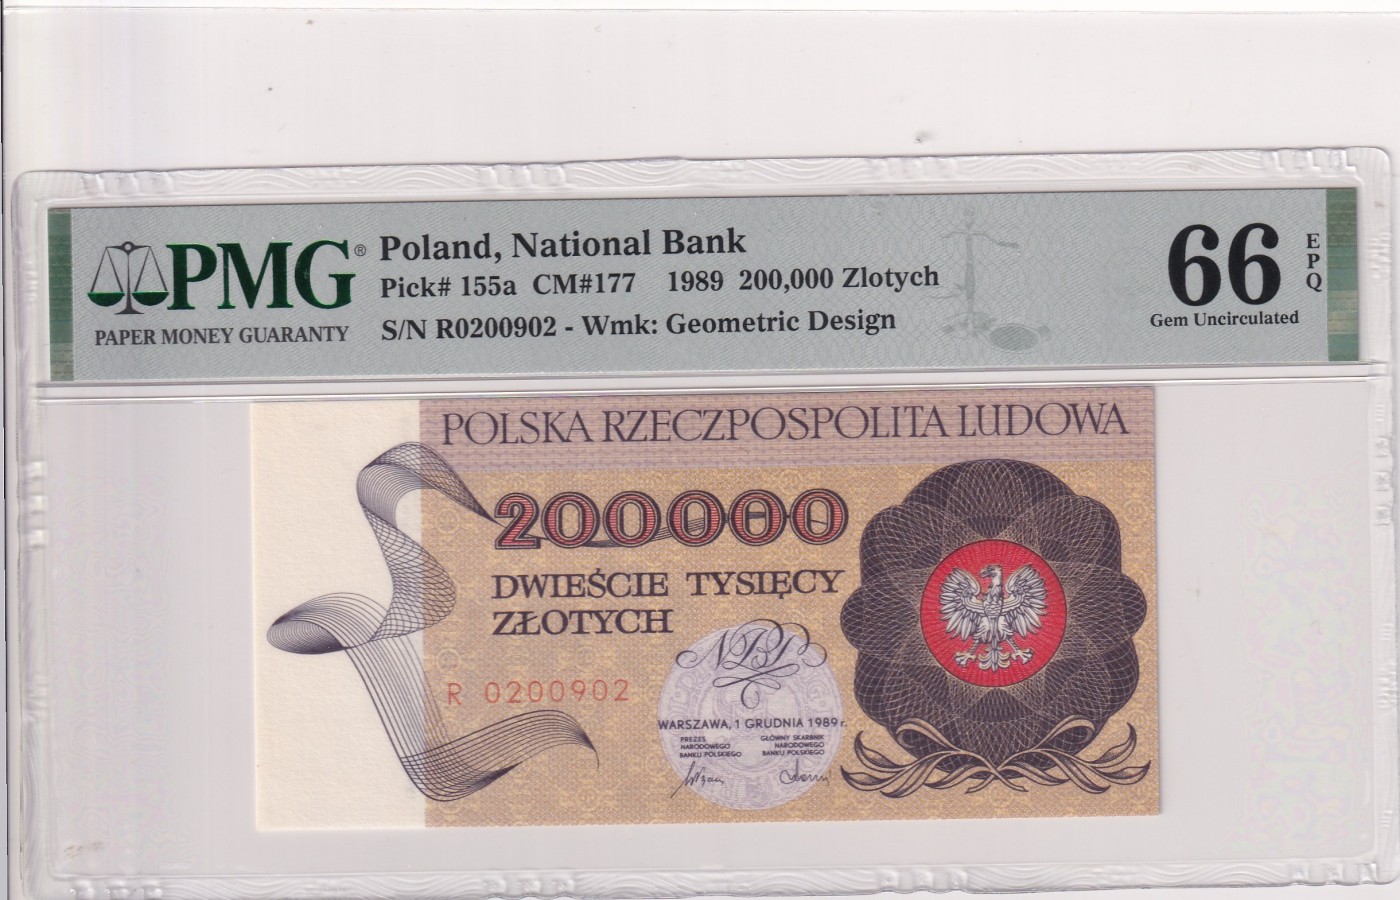 PMG®
PAPER MONEY GUARANTY
Poland, National Bank
Pick# 155a CM#177 1989 200,000 Zlotych
S/N R0200902 - Wmk: Geometric Design
66 EPQ
Gem Uncirculated
POLSKA RZECZPOSPOLITA LUDOWA
200000
DWIEŚCIE TYSIĘCY
ZŁOTYCH
NBP
R 0200902
WARSZAWA, 1 GRUDNIA 1989 r.
PREZES
NARODOWEGO
BANKU POLSKIEGO
GŁÓWNY SKARBNIK
NARODOWEGO
BANKU POLSKIEGO